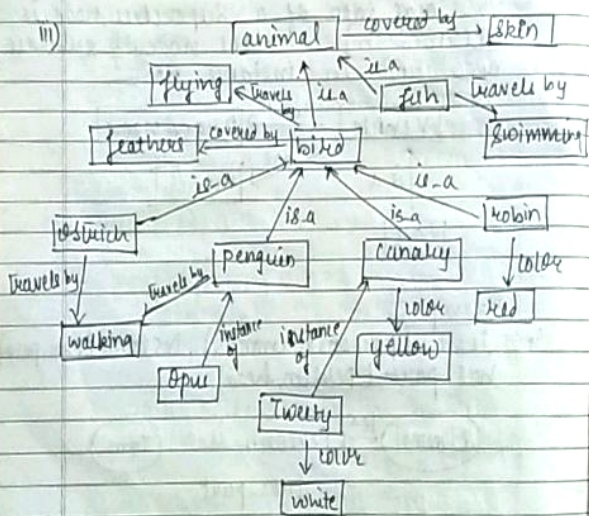 iii)
animal covered by skin
flying travels by is-a is-a fish Travels by
feathers covered by bird swimming
is-a is-a is-a is-a
ostrich penguin canary robin
Travels by travels by color color
walking instance of instance of yellow red
Opus Tweety
color
white